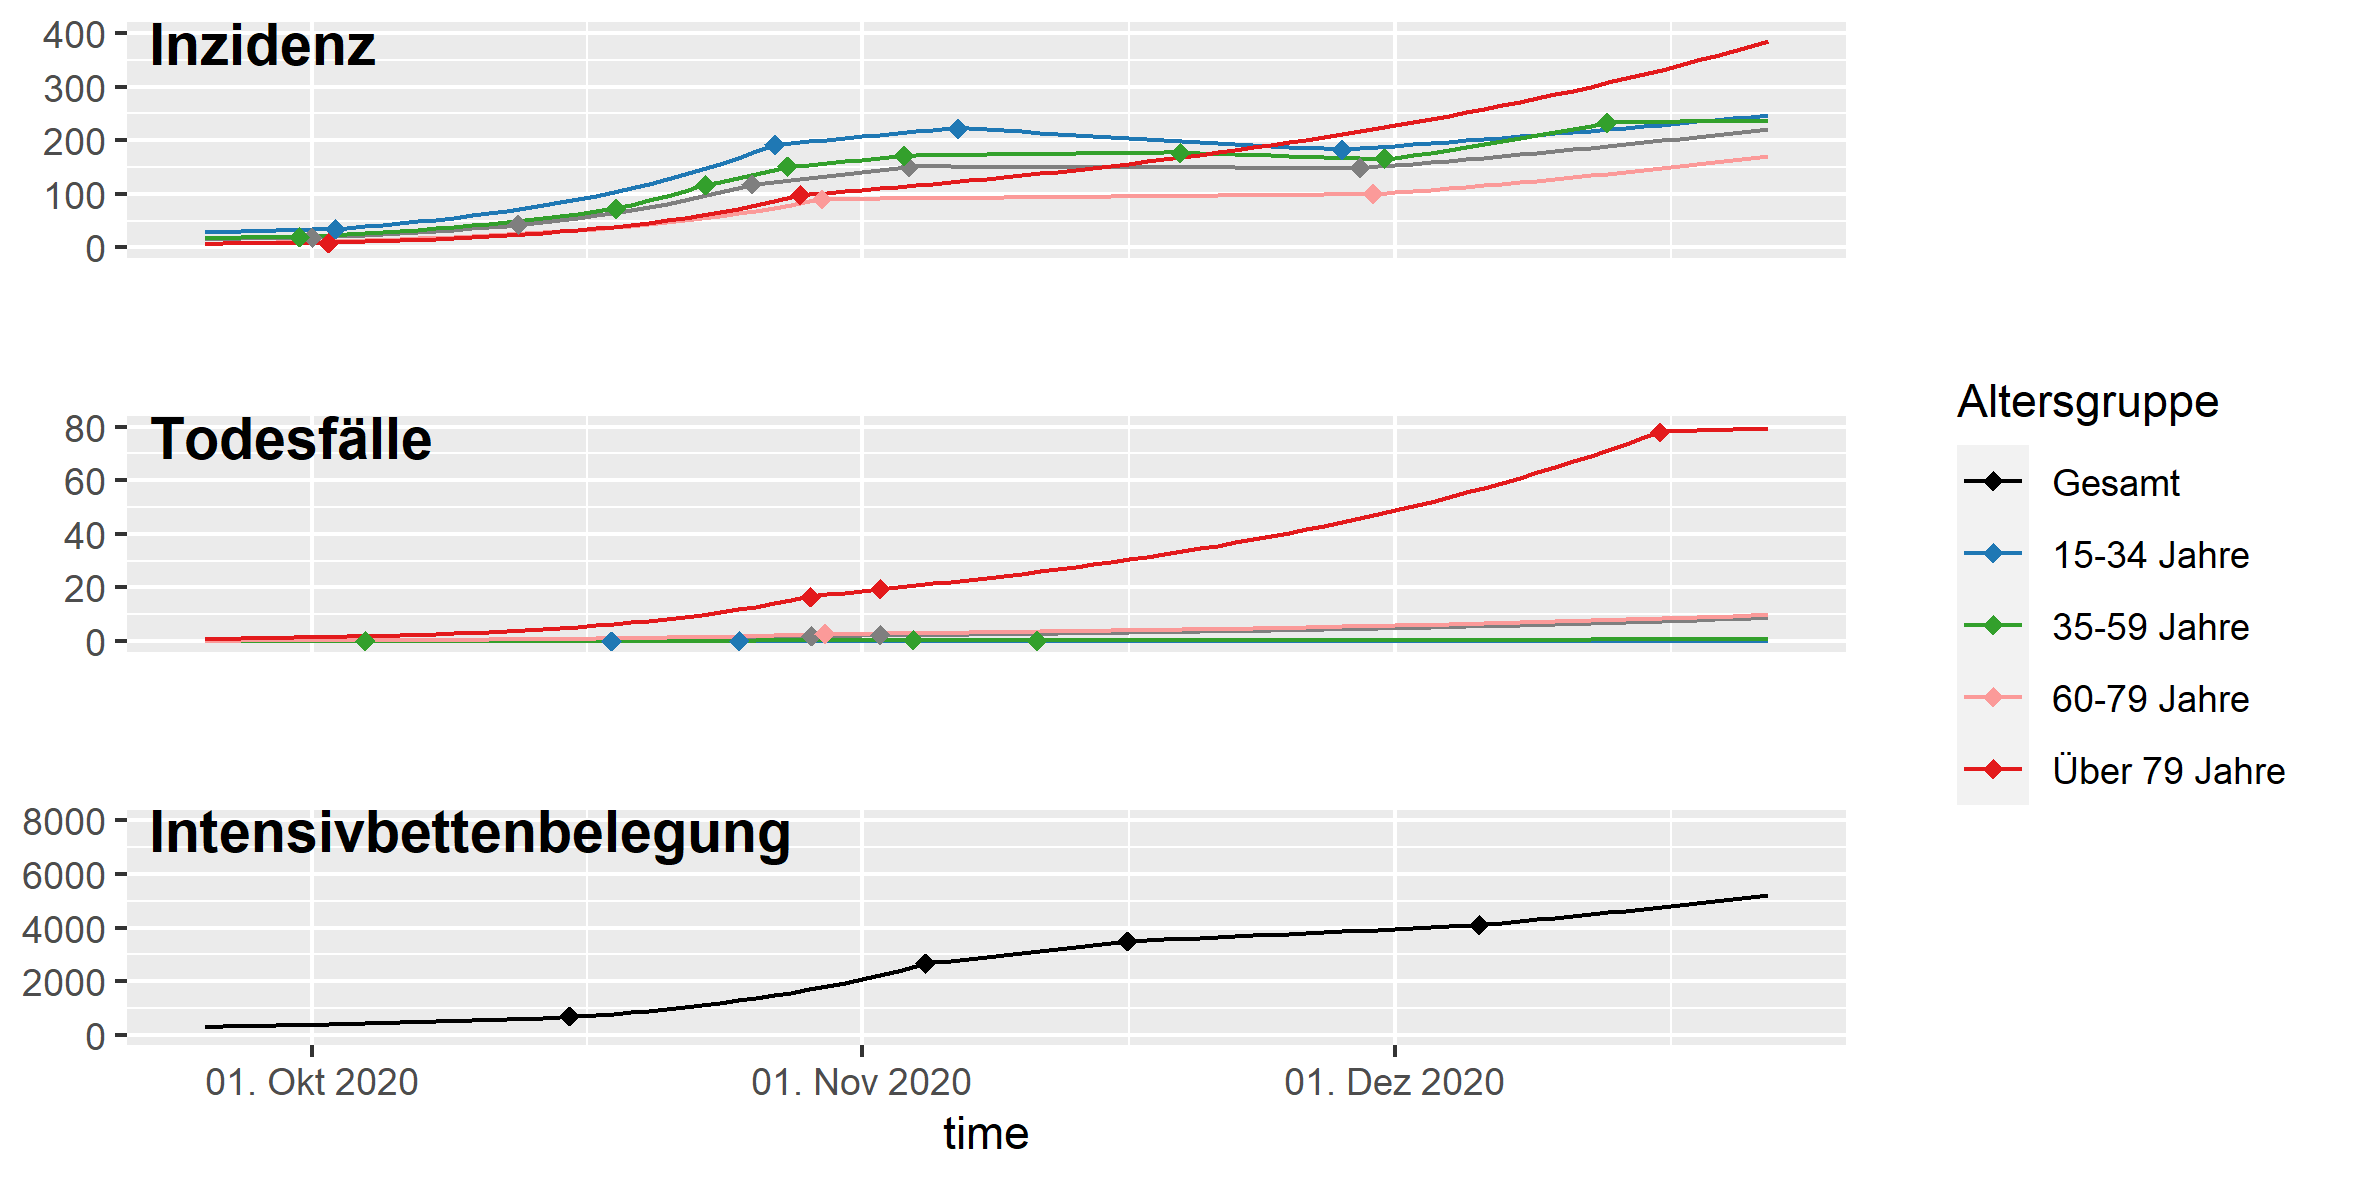 Inzidenz
400
300
200
100
0
Todesfälle
80
60
40
20
0
Intensivbettenbelegung
8000
6000
4000
2000
0
01. Okt 2020
01. Nov 2020
01. Dez 2020
time
Altersgruppe
Gesamt
15-34 Jahre
35-59 Jahre
60-79 Jahre
Über 79 Jahre